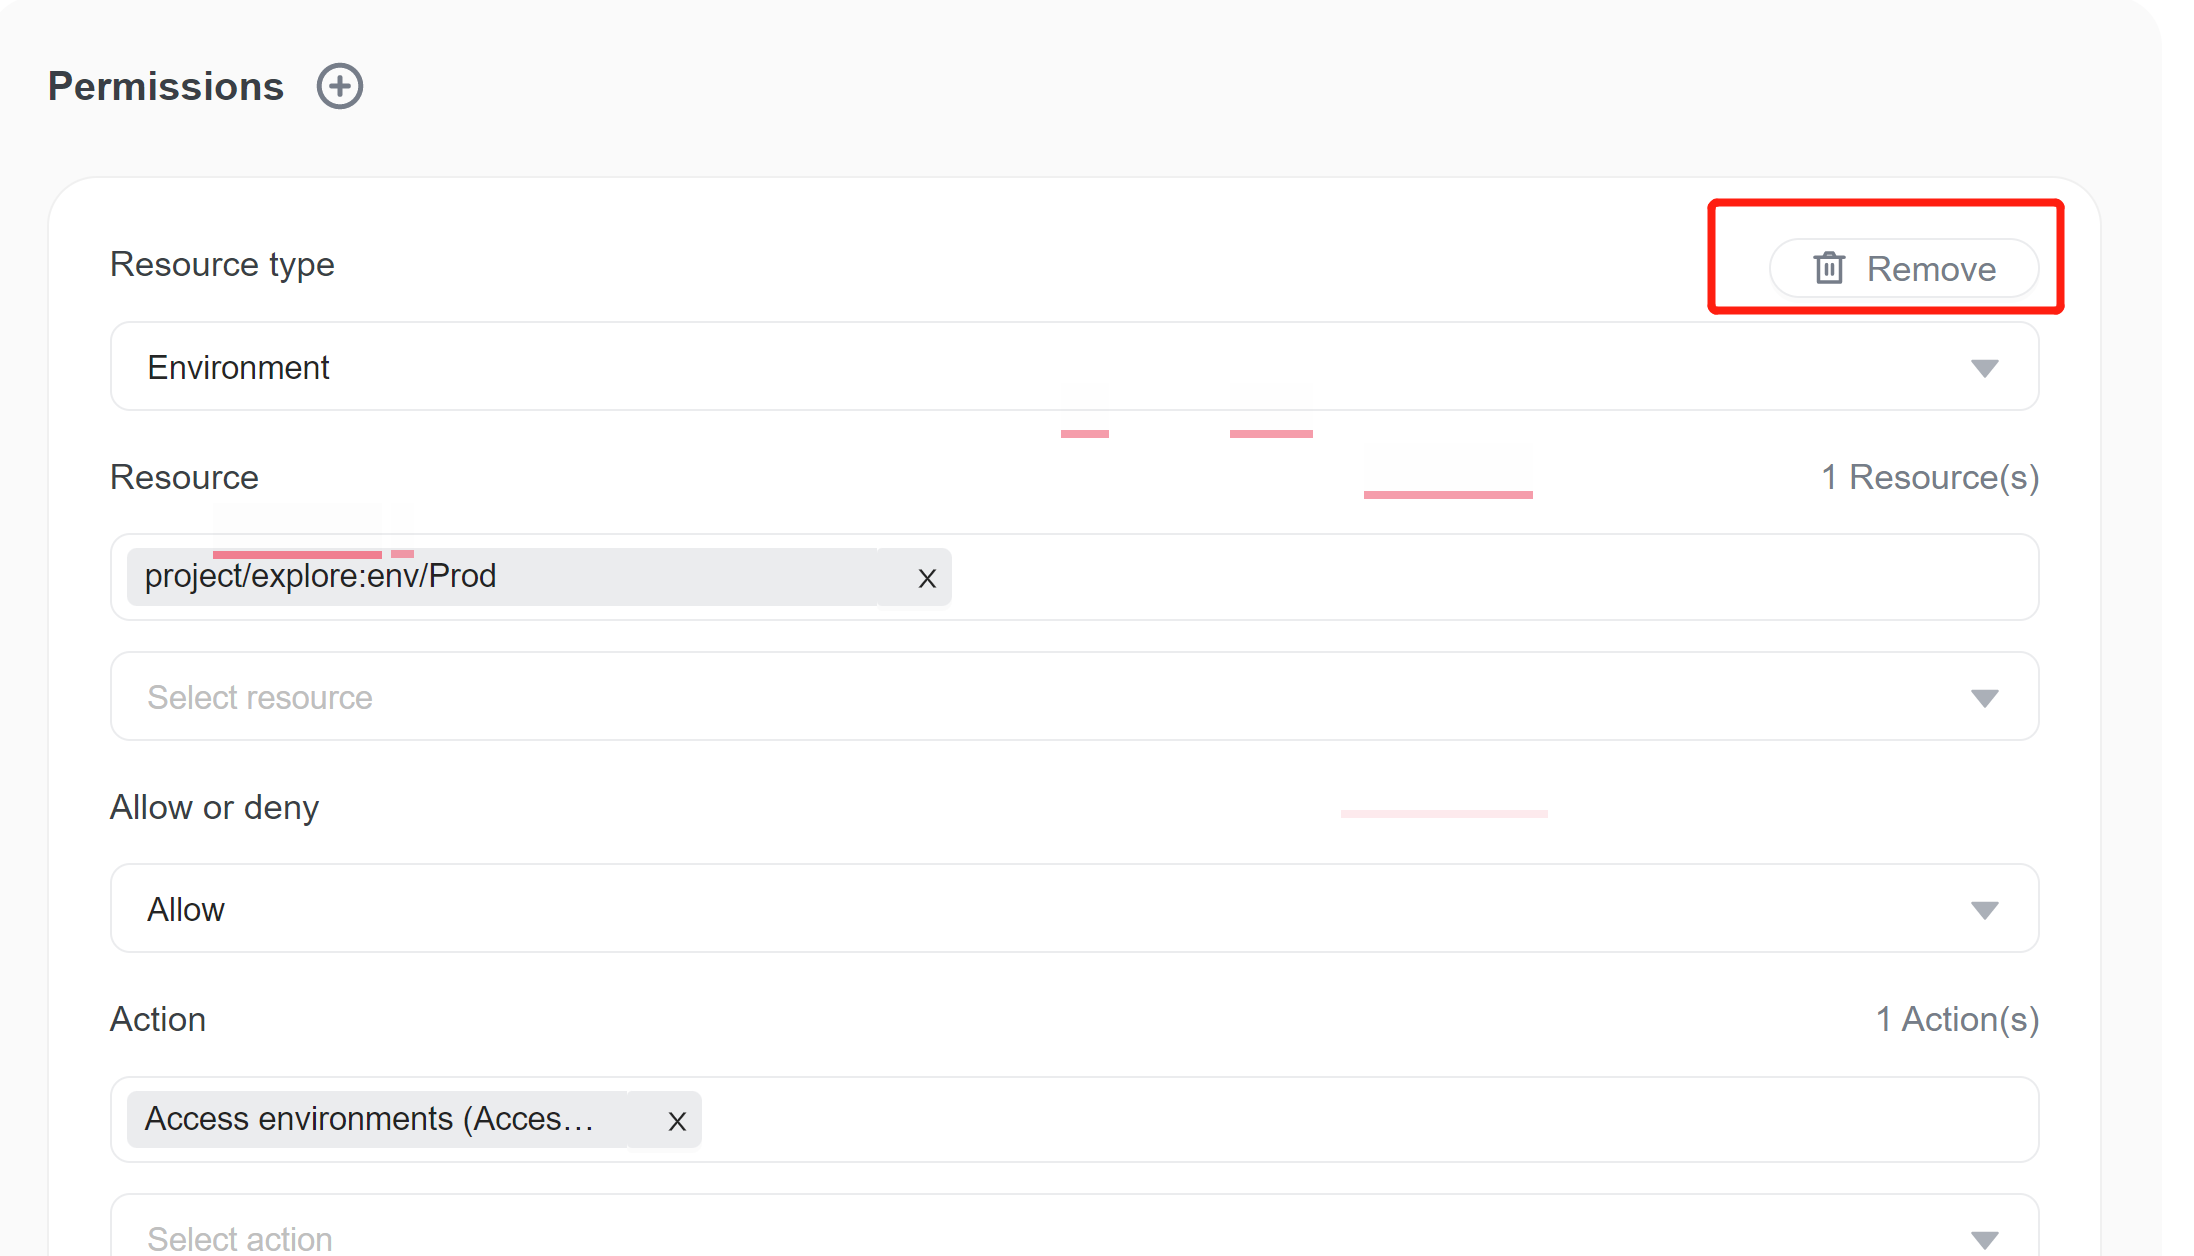 Permissions
Resource type
Remove
Environment
Resource
1 Resource(s)
project/explore:env/Prod
x
Select resource
Allow or deny
Allow
Action
1 Action(s)
Access environments (Acces…
x
Select action